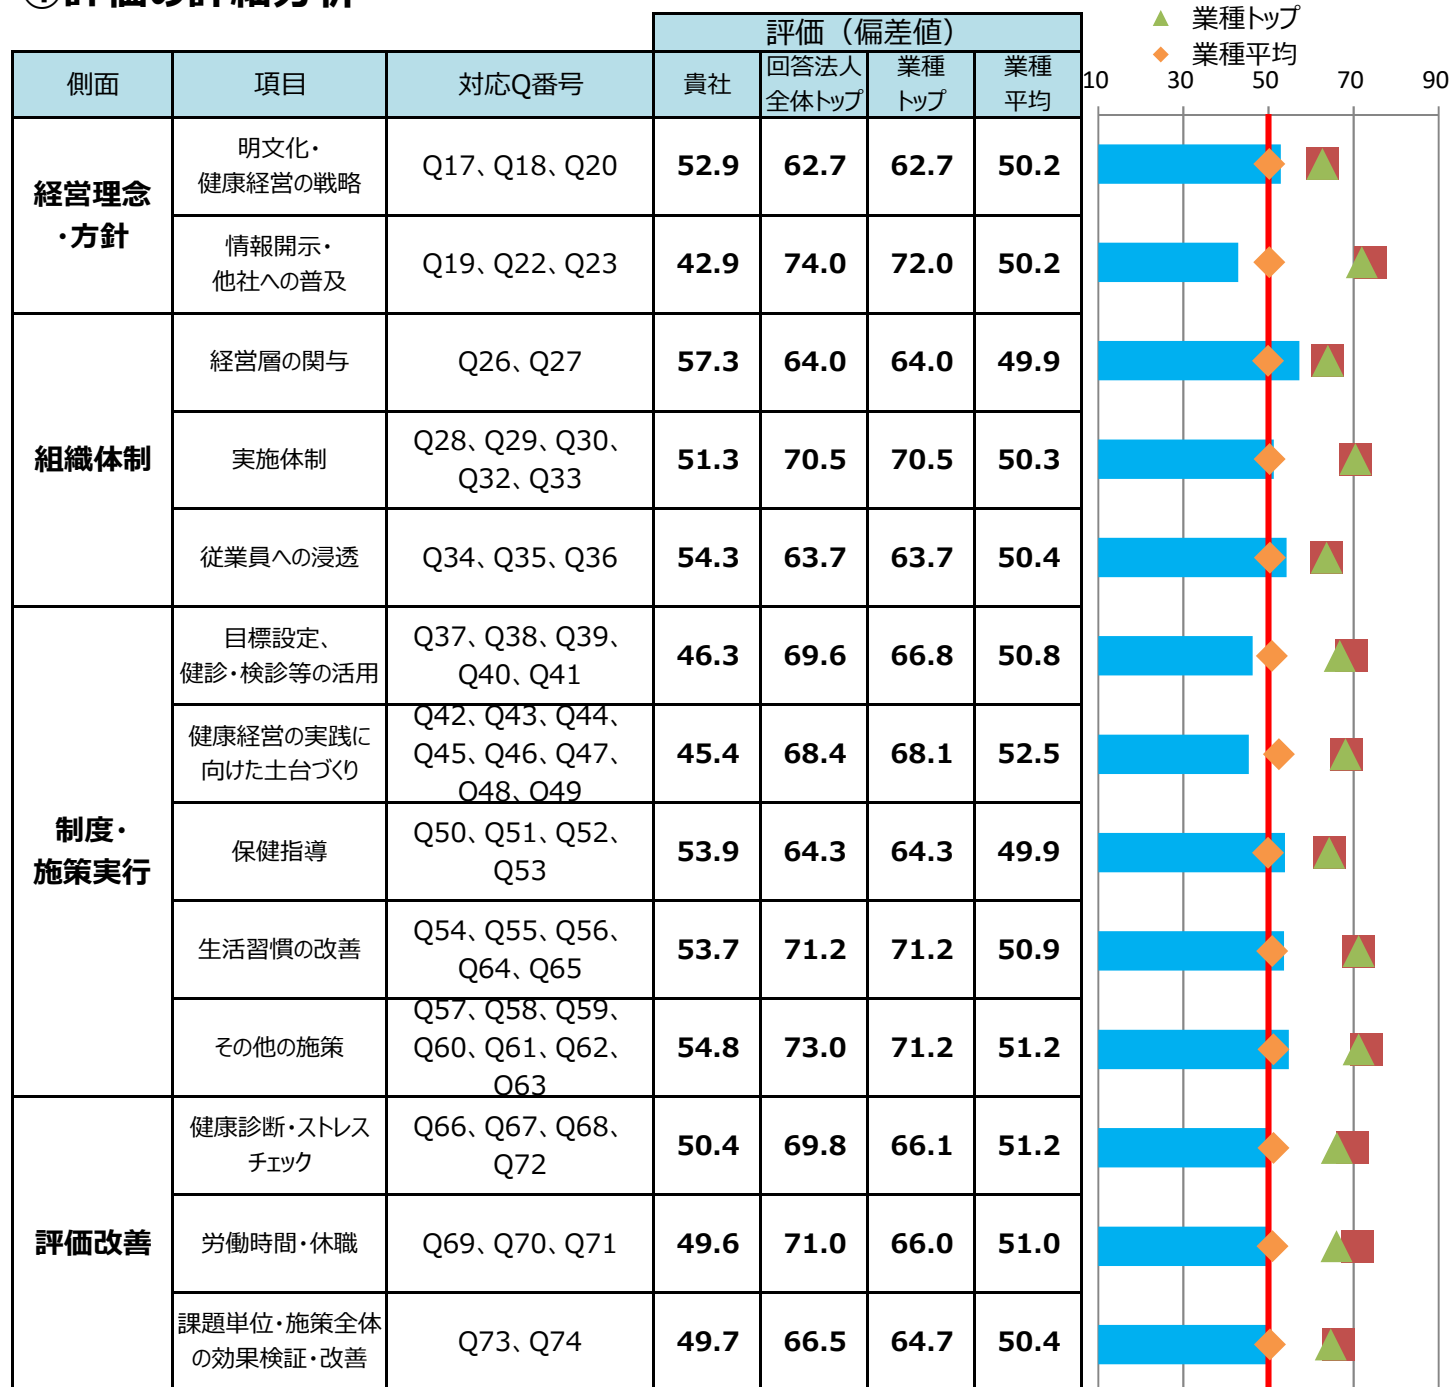 評価（偏差値）
▲ 業種トップ
◆ 業種平均
側面 項目 対応Q番号 貴社 回答法人 業種 業種
全体トップ トップ 平均
10 30 50 70 90
経営理念
・方針
明文化・
健康経営の戦略
Q17、Q18、Q20 52.9 62.7 62.7 50.2
情報開示・
他社への普及
Q19、Q22、Q23 42.9 74.0 72.0 50.2
組織体制
経営層の関与 Q26、Q27 57.3 64.0 64.0 49.9
実施体制
Q28、Q29、Q30、
Q32、Q33
51.3 70.5 70.5 50.3
従業員への浸透 Q34、Q35、Q36 54.3 63.7 63.7 50.4
制度・
施策実行
目標設定、
健診・検診等の活用
Q37、Q38、Q39、
Q40、Q41
46.3 69.6 66.8 50.8
健康経営の実践に
向けた土台づくり
Q42、Q43、Q44、
Q45、Q46、Q47、
Q48、Q49
45.4 68.4 68.1 52.5
保健指導
Q50、Q51、Q52、
Q53
53.9 64.3 64.3 49.9
生活習慣の改善
Q54、Q55、Q56、
Q64、Q65
53.7 71.2 71.2 50.9
その他の施策
Q57、Q58、Q59、
Q60、Q61、Q62、
Q63
54.8 73.0 71.2 51.2
評価改善
健康診断・ストレス
チェック
Q66、Q67、Q68、
Q72
50.4 69.8 66.1 51.2
労働時間・休職 Q69、Q70、Q71 49.6 71.0 66.0 51.0
課題単位・施策全体
の効果検証・改善
Q73、Q74 49.7 66.5 64.7 50.4